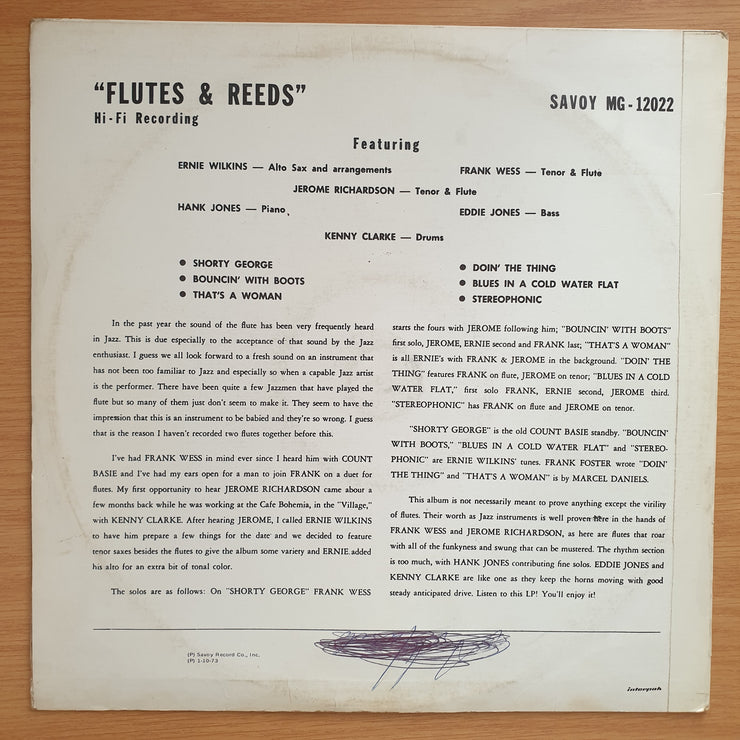 "FLUTES & REEDS"
SAVOY MG-12022
Hi-Fi Recording
Featuring
ERNIE WILKINS — Alto Sax and arrangements
FRANK WESS — Tenor & Flute
JEROME RICHARDSON — Tenor & Flute
HANK JONES — Piano
EDDIE JONES — Bass
KENNY CLARKE — Drums
● SHORTY GEORGE
● BOUNCIN' WITH BOOTS
● THAT'S A WOMAN
● DOIN' THE THING
● BLUES IN A COLD WATER FLAT
● STEREOPHONIC
In the past year the sound of the flute has been very frequently heard
in Jazz. This is due especially to the acceptance of that sound by the Jazz
enthusiast. I guess we all look forward to a fresh sound on an instrument that
has not been too familiar to Jazz and especially so when a capable Jazz artist
is the performer. There have been quite a few Jazzmen that have played the
flute but so many of them just don't seem to make it. They seem to have the
impression that this is an instrument to be babied and they're so wrong. I guess
that is the reason I haven't recorded two flutes together before this.
I've had FRANK WESS in mind ever since I heard him with COUNT
BASIE and I've had my ears open for a man to join FRANK on a duet for
flutes. My first opportunity to hear JEROME RICHARDSON came about a
few months back while he was working at the Cafe Bohemia, in the "Village,"
with KENNY CLARKE. After hearing JEROME, I called ERNIE WILKINS
to have him prepare a few things for the date and we decided to feature
tenor saxes besides the flutes to give the album some variety and ERNIE added
his alto for an extra bit of tonal color.
The solos are as follows: On "SHORTY GEORGE" FRANK WESS
starts the fours with JEROME following him; "BOUNCIN' WITH BOOTS"
first solo, JEROME, ERNIE second and FRANK last; "THAT'S A WOMAN"
is all ERNIE's with FRANK & JEROME in the background. "DOIN' THE
THING" features FRANK on flute, JEROME on tenor; "BLUES IN A COLD
WATER FLAT," first solo FRANK, ERNIE second, JEROME third.
"STEREOPHONIC" has FRANK on flute and JEROME on tenor.
"SHORTY GEORGE" is the old COUNT BASIE standby. "BOUNCIN'
WITH BOOTS," "BLUES IN A COLD WATER FLAT" and "STEREO-
PHONIC" are ERNIE WILKINS' tunes. FRANK FOSTER wrote "DOIN'
THE THING" and "THAT'S A WOMAN" is by MARCEL DANIELS.
This album is not necessarily meant to prove anything except the virility
of flutes. Their worth as Jazz instruments is well proven here in the hands of
FRANK WESS and JEROME RICHARDSON, as here are flutes that roar
with all of the funkyness and swung that can be mustered. The rhythm section
is too much, with HANK JONES contributing fine solos. EDDIE JONES and
KENNY CLARKE are like one as they keep the horns moving with good
steady anticipated drive. Listen to this LP! You'll enjoy it!
(P) Savoy Record Co., Inc.
(P) 1-10-73
interpak